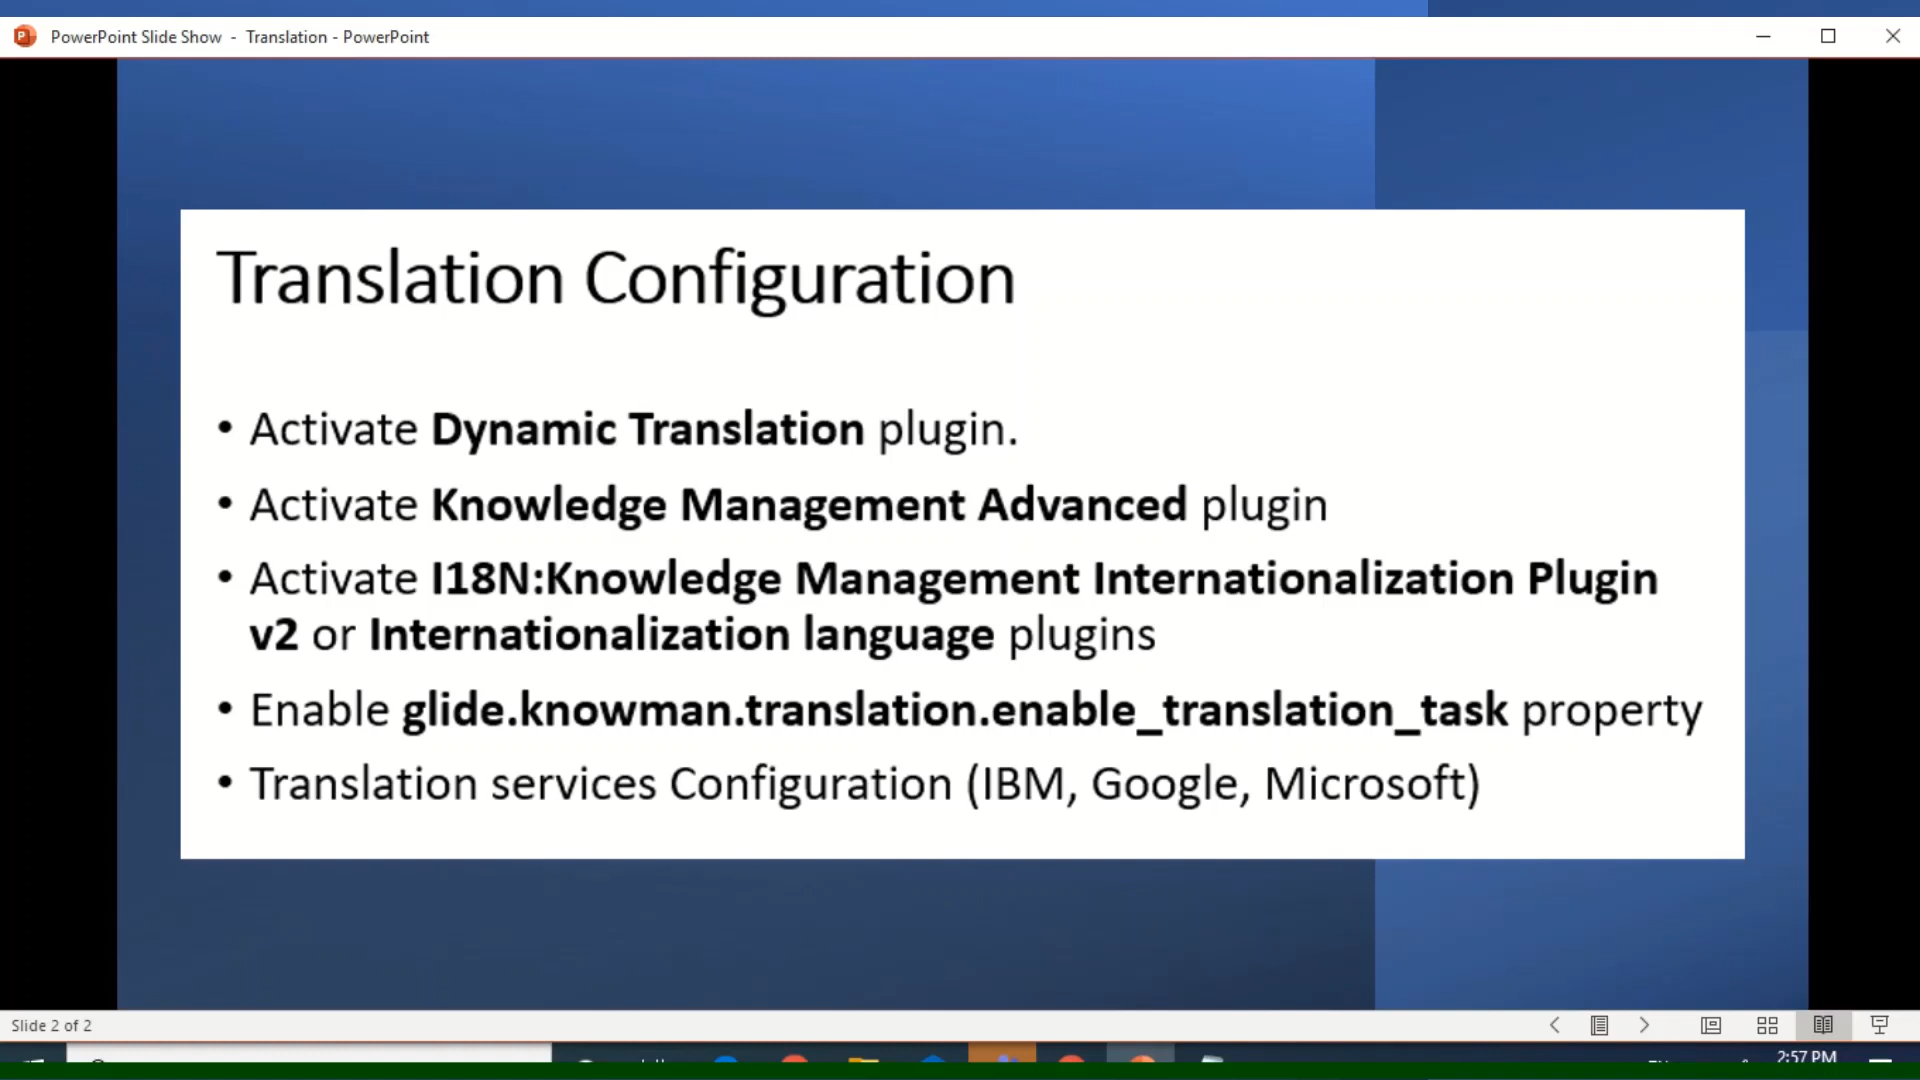 PowerPoint Slide Show - Translation - PowerPoint
Translation Configuration
• Activate Dynamic Translation plugin.
• Activate Knowledge Management Advanced plugin
• Activate I18N:Knowledge Management Internationalization Plugin
v2 or Internationalization language plugins
• Enable glide.knowman.translation.enable_translation_task property
• Translation services Configuration (IBM, Google, Microsoft)
Slide 2 of 2
2:57 PM